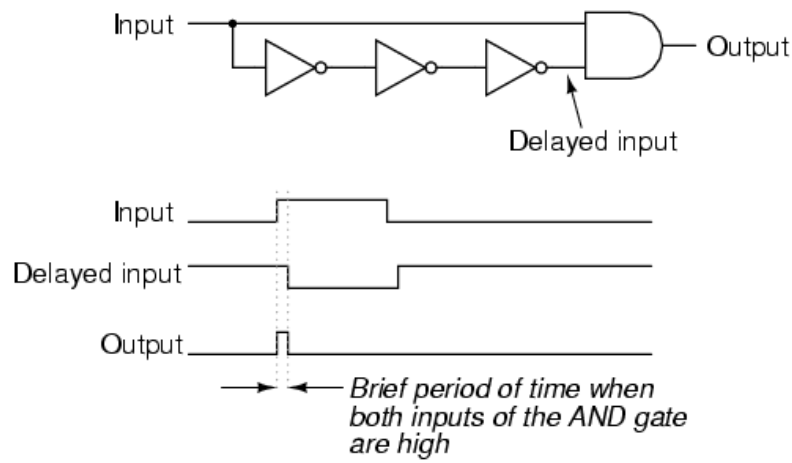 Input
Output
Delayed input
Input
Delayed input
Output
Brief period of time when
both inputs of the AND gate
are high